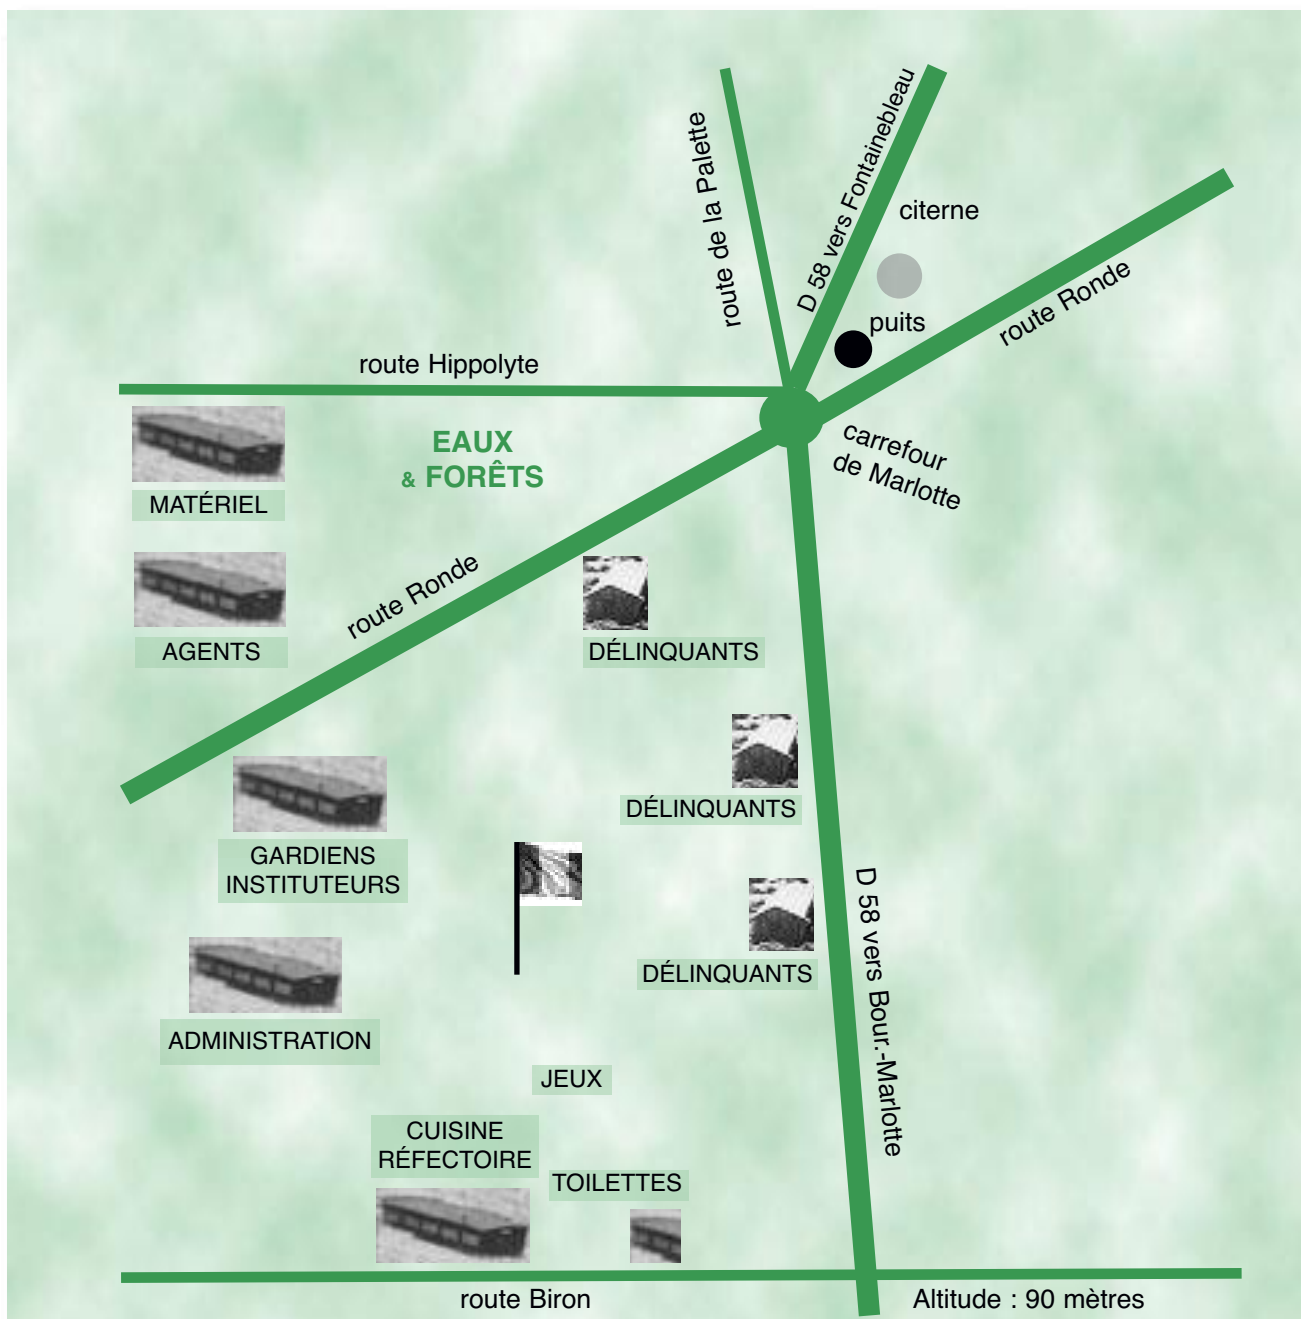 route de la Palette
D 58 vers Fontainebleau
citerne
puits
route Ronde
route Hippolyte
carrefour
de Marlotte
EAUX
& FORÊTS
MATÉRIEL
AGENTS
route Ronde
DÉLINQUANTS
DÉLINQUANTS
GARDIENS
INSTITUTEURS
DÉLINQUANTS
D 58 vers Bour.-Marlotte
ADMINISTRATION
JEUX
CUISINE
RÉFECTOIRE
TOILETTES
route Biron
Altitude : 90 mètres